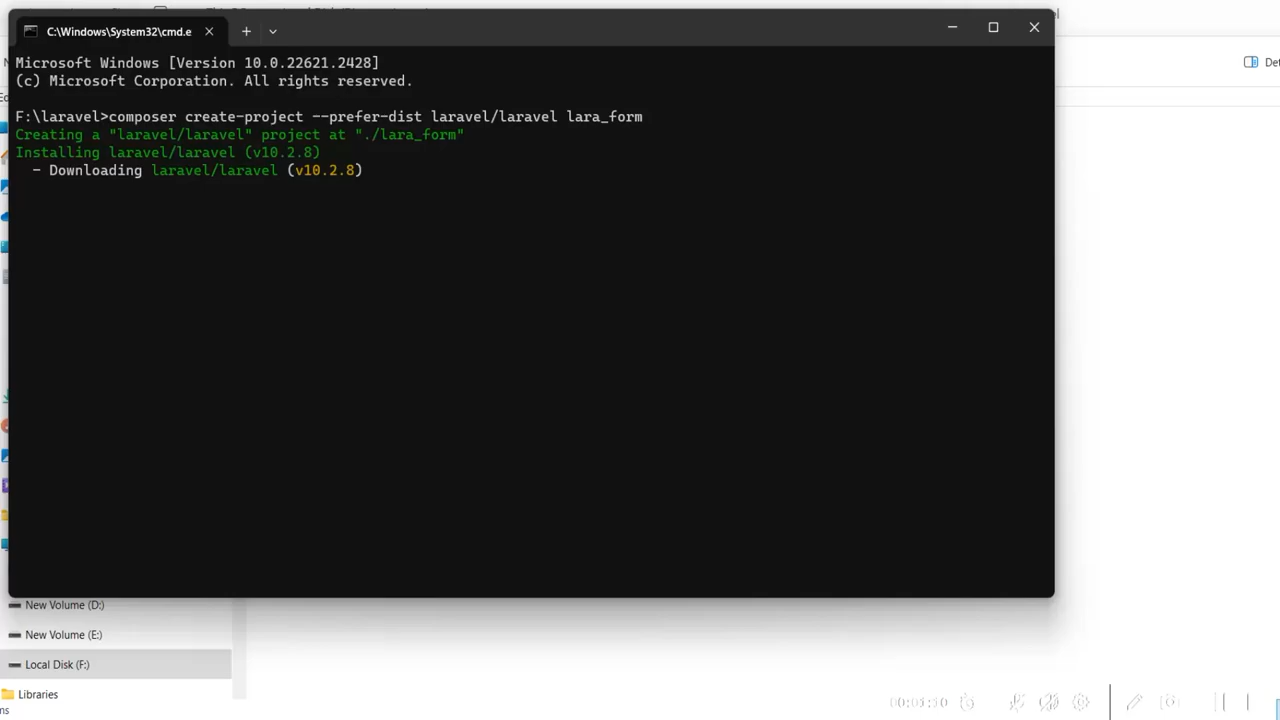 C:\Windows\System32\cmd.e
Microsoft Windows [Version 10.0.22621.2428]
(c) Microsoft Corporation. All rights reserved.
F:\laravel>composer create-project --prefer-dist laravel/laravel lara_form
Creating a "laravel/laravel" project at "./lara_form"
Installing laravel/laravel (v10.2.8)
- Downloading laravel/laravel (v10.2.8)
New Volume (D:)
New Volume (E:)
Local Disk (F:)
Libraries